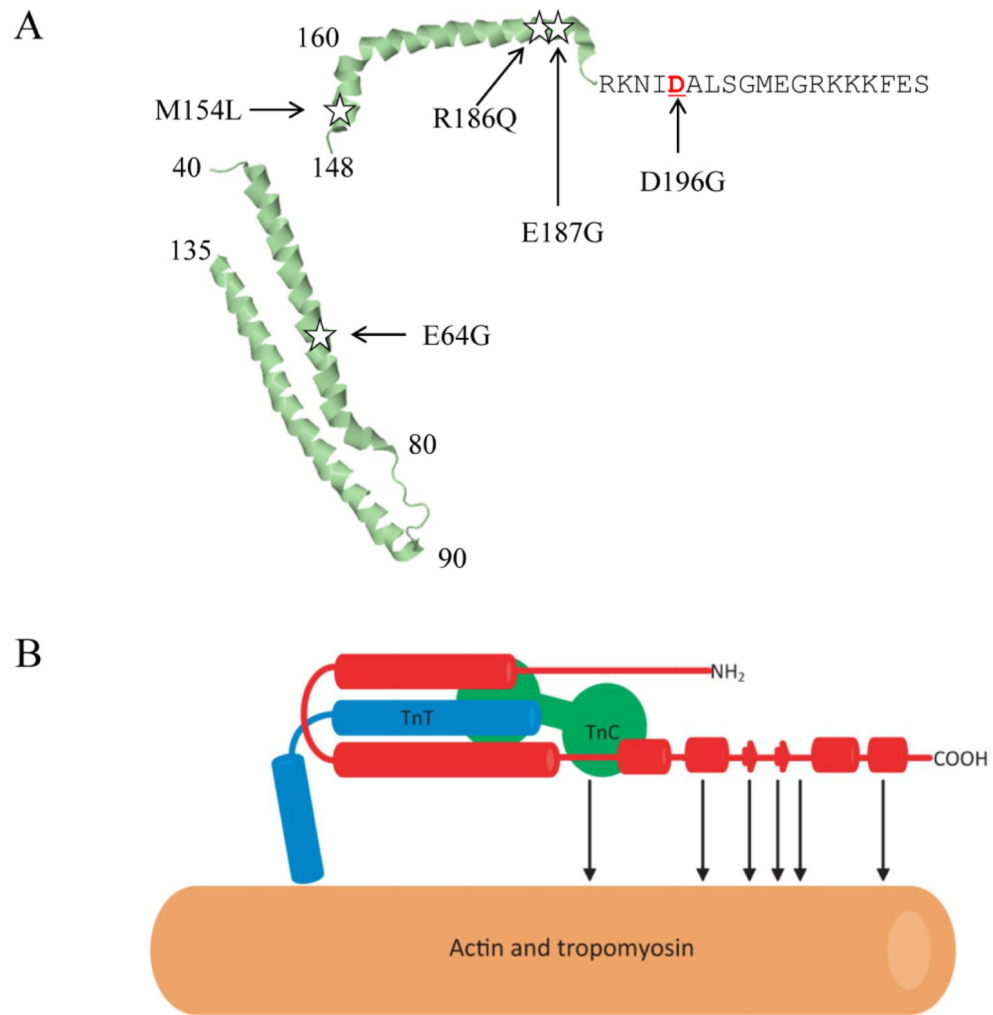 A
160
RKNIDALSGMEGRKKKFES
M154L
R186Q
148
40
D196G
E187G
135
E64G
80
90
B
NH2
TnT
TnC
COOH
Actin and tropomyosin